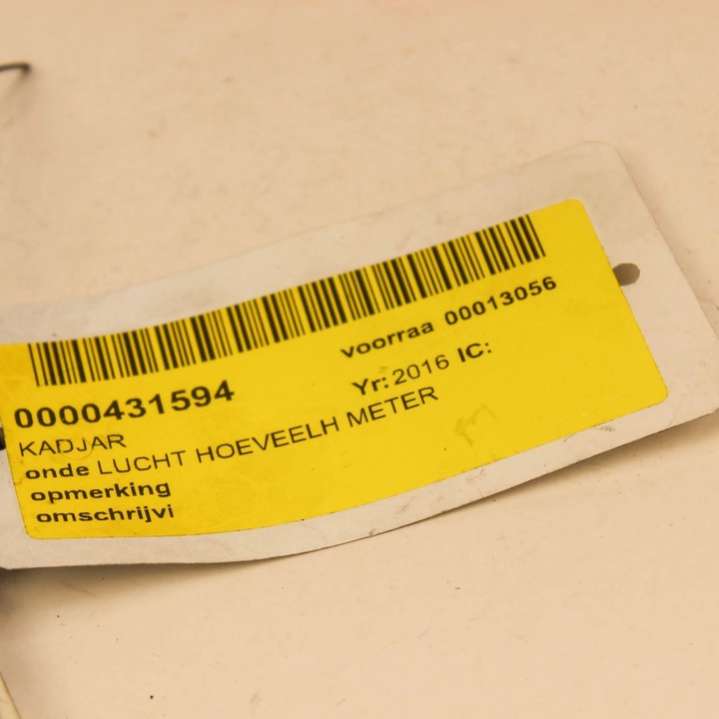 0000431594 voorraa 00013056
KADJAR Yr: 2016 IC:
onde LUCHT HOEVEELH METER
opmerking
omschrijvi